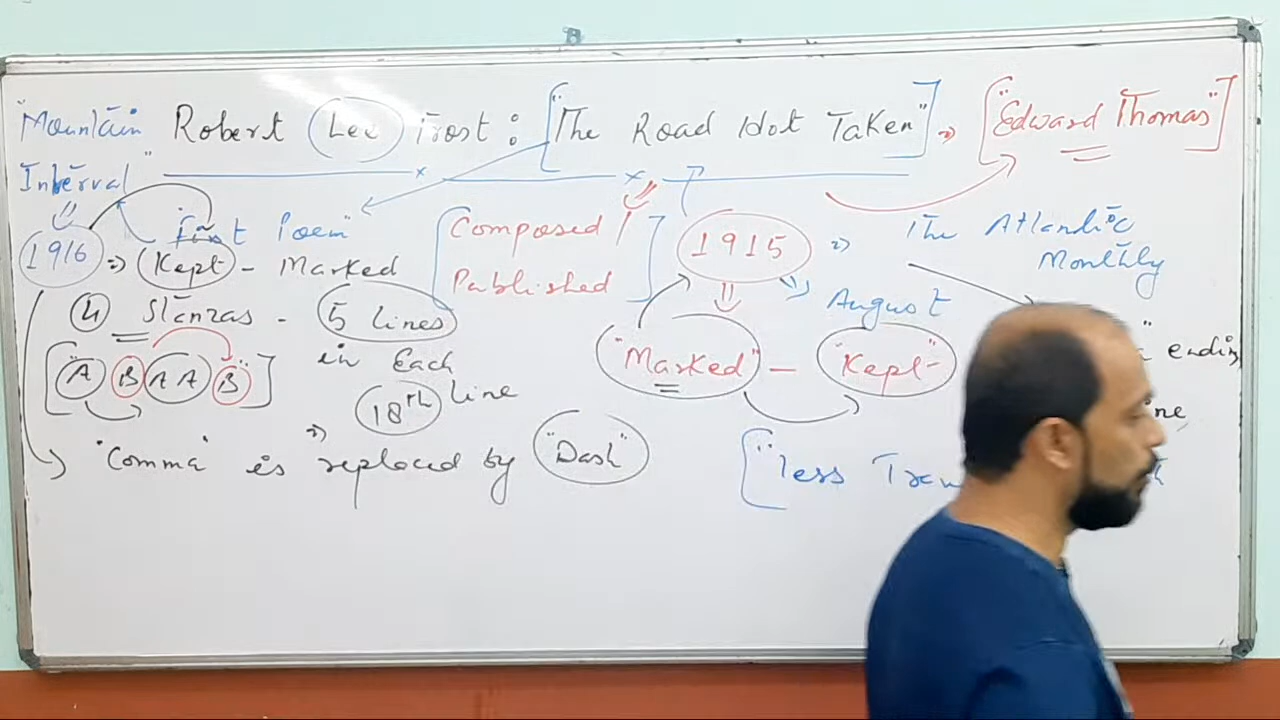 "Mountain Robert Lee Frost: ["The Road Not Taken"] => ["Edward Thomas"]
Interval"
1916 => First Poem"
Kept - Marked
[Composed /
Published]
1915 => The Atlantic
Monthly
August
4 Stanzas - 5 lines
in Each
["A B A A B"]
"Marked" - "Kept"
ending
=> 18th line
"Comma" is replaced by "Dash"
["less